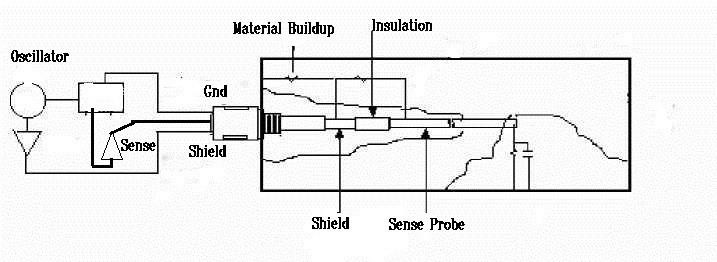 Material Buildup
Insulation
Oscillator
Gnd
Sense
Shield
Shield
Sense Probe